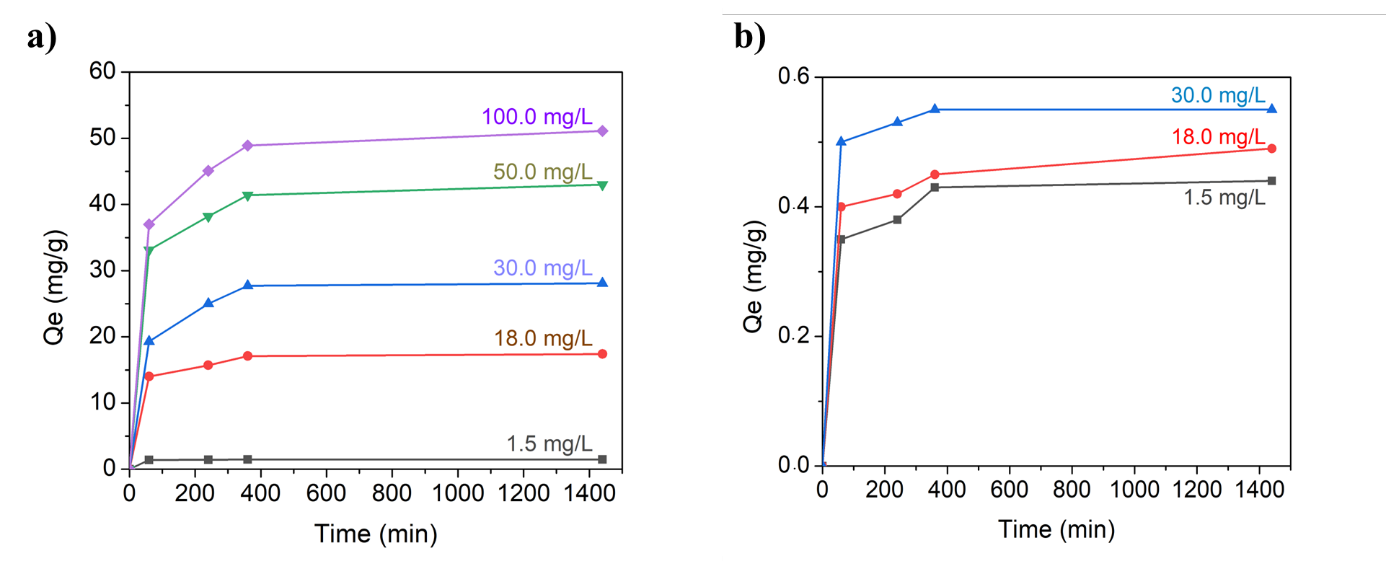 a)
60
50
40
30
20
10
0
Qe (mg/g)
100.0 mg/L
50.0 mg/L
30.0 mg/L
18.0 mg/L
1.5 mg/L
0 200 400 600 800 1000 1200 1400
Time (min)
b)
0.6
0.4
0.2
0.0
Qe (mg/g)
30.0 mg/L
18.0 mg/L
1.5 mg/L
0 200 400 600 800 1000 1200 1400
Time (min)